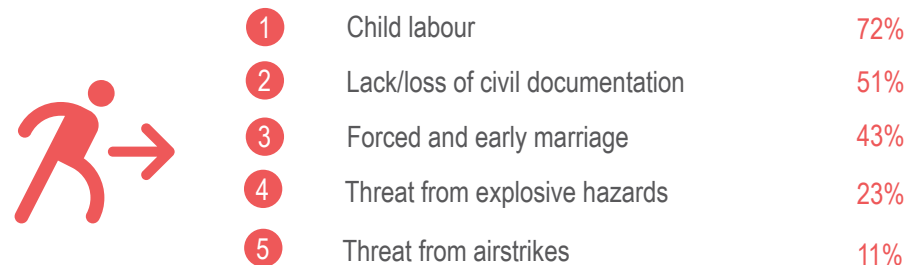 1 Child labour 72%
2 Lack/loss of civil documentation 51%
3 Forced and early marriage 43%
4 Threat from explosive hazards 23%
5 Threat from airstrikes 11%